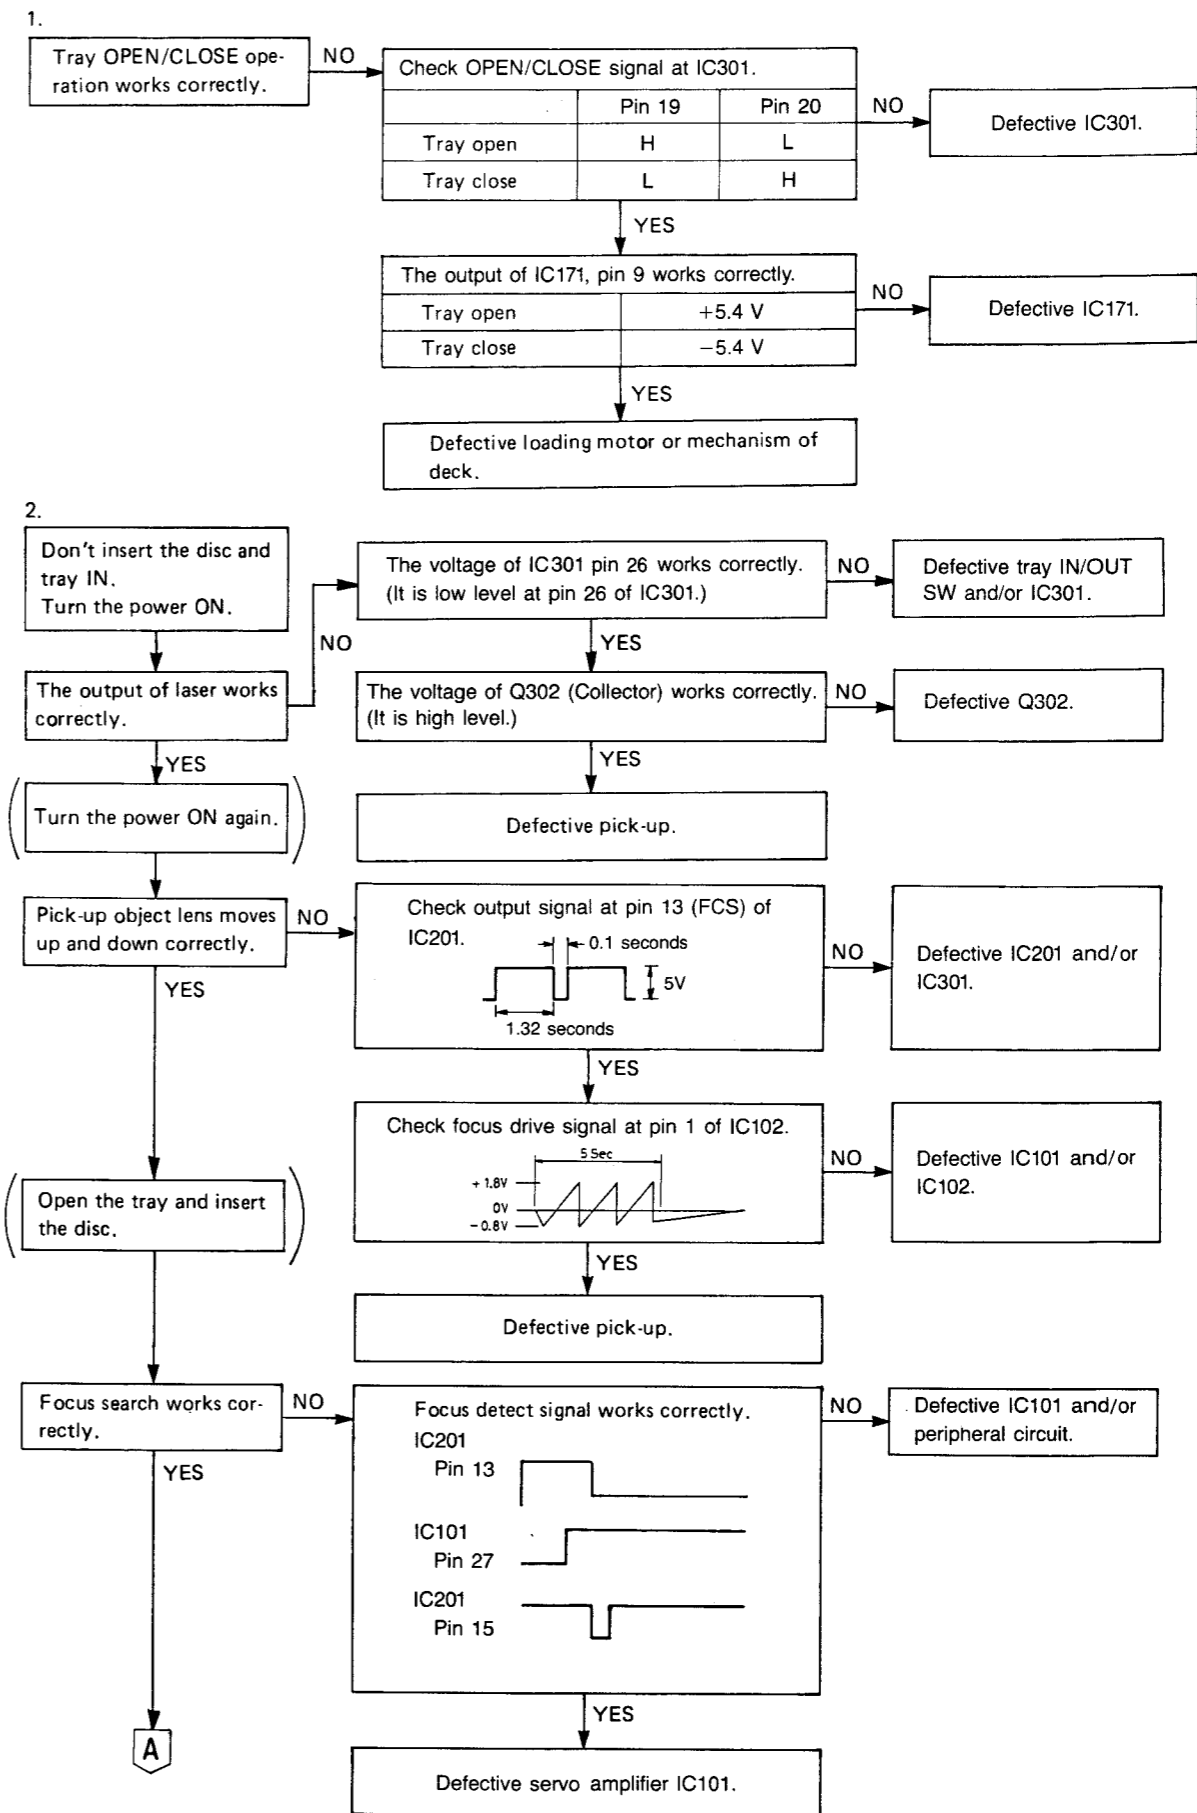 1.
Tray OPEN/CLOSE ope-
ration works correctly.
NO
Check OPEN/CLOSE signal at IC301.
Pin 19 Pin 20
Tray open H L
Tray close L H
NO
Defective IC301.
YES
The output of IC171, pin 9 works correctly.
Tray open +5.4 V
Tray close −5.4 V
NO
Defective IC171.
YES
Defective loading motor or mechanism of
deck.
2.
Don't insert the disc and
tray IN.
Turn the power ON.
The output of laser works
correctly.
NO
The voltage of IC301 pin 26 works correctly.
(It is low level at pin 26 of IC301.)
NO
Defective tray IN/OUT
SW and/or IC301.
YES
The voltage of Q302 (Collector) works correctly.
(It is high level.)
NO
Defective Q302.
YES
Defective pick-up.
YES
Turn the power ON again.
Pick-up object lens moves
up and down correctly.
NO
Check output signal at pin 13 (FCS) of
IC201.
0.1 seconds
5V
1.32 seconds
NO
Defective IC201 and/or
IC301.
YES
Check focus drive signal at pin 1 of IC102.
5 Sec
+ 1.8V
0V
− 0.8V
NO
Defective IC101 and/or
IC102.
YES
Defective pick-up.
YES
Open the tray and insert
the disc.
Focus search works cor-
rectly.
NO
Focus detect signal works correctly.
IC201
Pin 13
IC101
Pin 27
IC201
Pin 15
NO
Defective IC101 and/or
peripheral circuit.
YES
Defective servo amplifier IC101.
YES
A